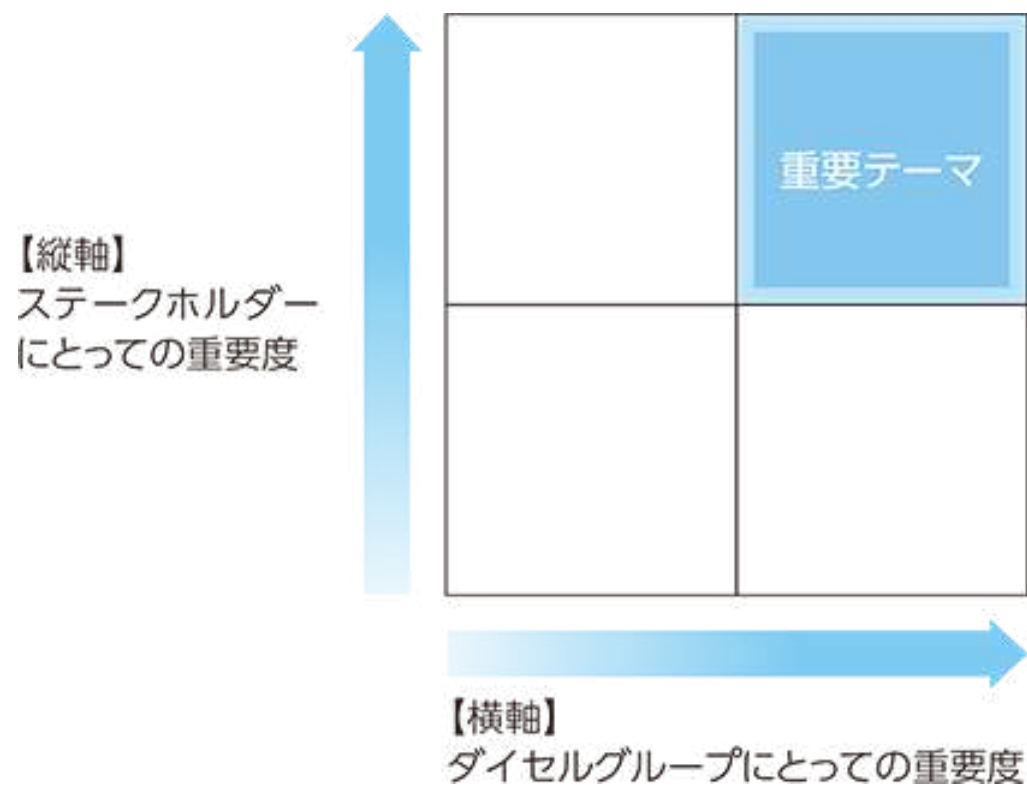 重要テーマ
【縦軸】
ステークホルダー
にとっての重要度
【横軸】
ダイセルグループにとっての重要度